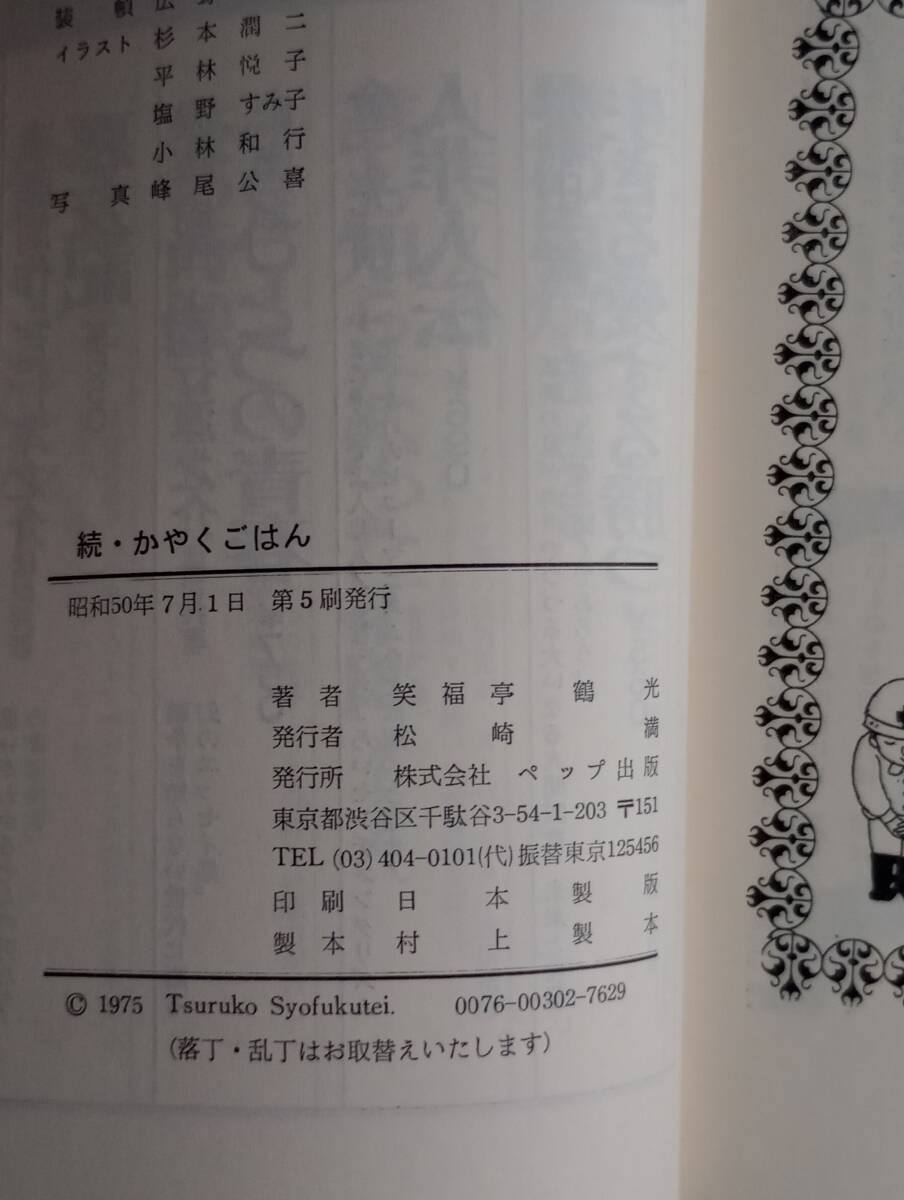 装幀
イラスト 杉本潤二
平林悦子
塩野すみ子
小林和行
写真 峰尾公喜
続・かやくごはん
昭和50年7月1日 第5刷発行
著者 笑福亭鶴光
発行者 松崎満
発行所 株式会社 ペップ出版
東京都渋谷区千駄谷3-54-1-203 〒151
TEL (03) 404-0101(代) 振替東京125456
印刷 日本製版
製本 村上製本
© 1975 Tsuruko Syofukutei. 0076-00302-7629
(落丁・乱丁はお取替えいたします)